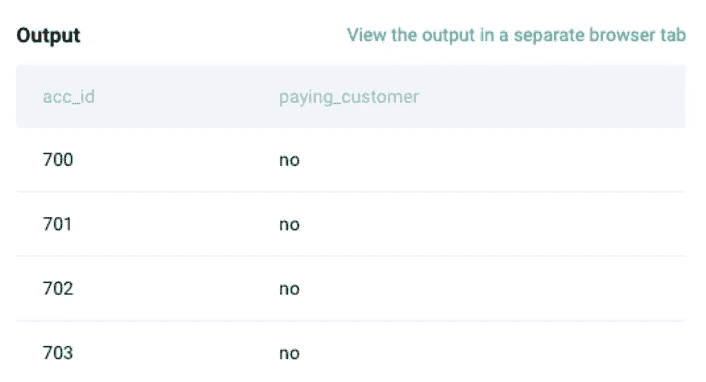 Output View the output in a separate browser tab
acc_id paying_customer
700 no
701 no
702 no
703 no